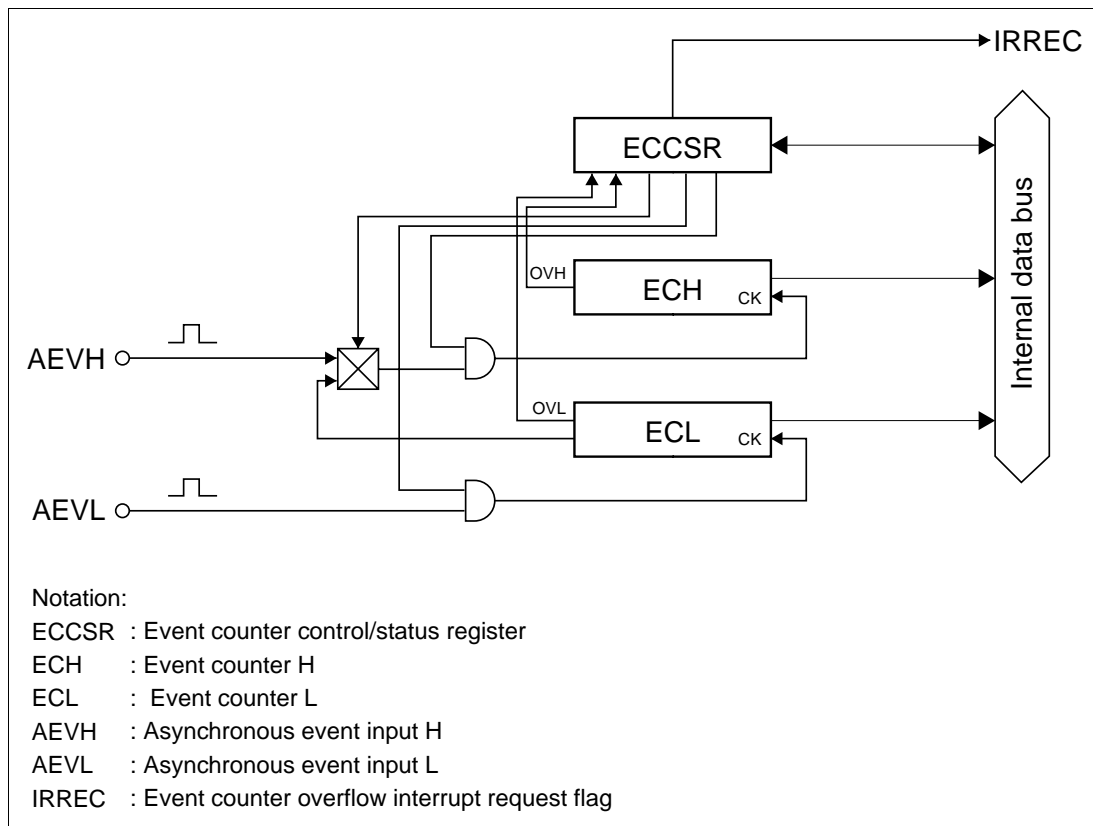 IRREC
ECCSR
Internal data bus
OVH
ECH
CK
AEVH
OVL
ECL
CK
AEVL
Notation:
ECCSR : Event counter control/status register
ECH : Event counter H
ECL : Event counter L
AEVH : Asynchronous event input H
AEVL : Asynchronous event input L
IRREC : Event counter overflow interrupt request flag